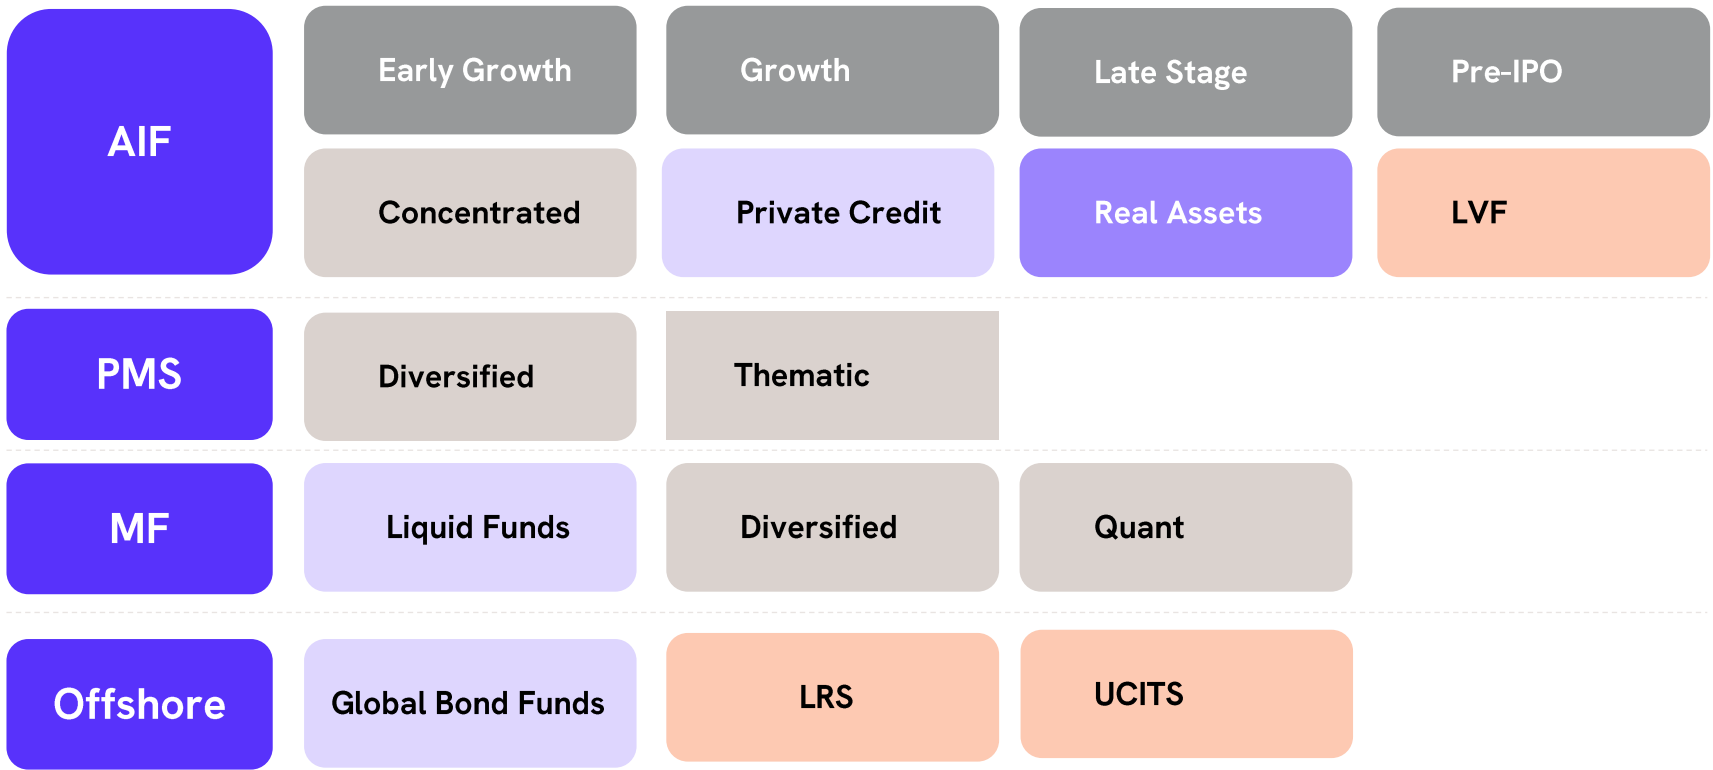 AIF
Early Growth
Growth
Late Stage
Pre-IPO
Concentrated
Private Credit
Real Assets
LVF
PMS
Diversified
Thematic
MF
Liquid Funds
Diversified
Quant
Offshore
Global Bond Funds
LRS
UCITS